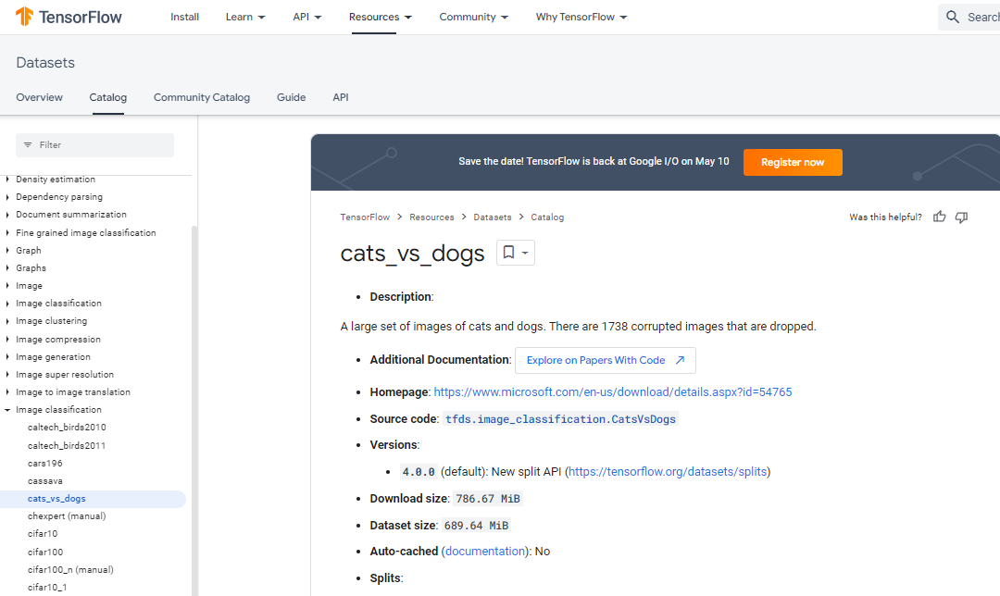 TensorFlow Install Learn API Resources Community Why TensorFlow Search
Datasets
Overview Catalog Community Catalog Guide API
Filter
Density estimation
Dependency parsing
Document summarization
Fine grained image classification
Graph
Graphs
Image
Image classification
Image clustering
Image compression
Image generation
Image super resolution
Image to image translation
Image classification
caltech_birds2010
caltech_birds2011
cars196
cassava
cats_vs_dogs
chexpert (manual)
cifar10
cifar100
cifar100_n (manual)
cifar10_1
Save the date! TensorFlow is back at Google I/O on May 10 Register now
TensorFlow > Resources > Datasets > Catalog Was this helpful?
cats_vs_dogs
• Description:
A large set of images of cats and dogs. There are 1738 corrupted images that are dropped.
• Additional Documentation: Explore on Papers With Code ↗
• Homepage: https://www.microsoft.com/en-us/download/details.aspx?id=54765
• Source code: tfds.image_classification.CatsVsDogs
• Versions:
• 4.0.0 (default): New split API (https://tensorflow.org/datasets/splits)
• Download size: 786.67 MiB
• Dataset size: 689.64 MiB
• Auto-cached (documentation): No
• Splits: